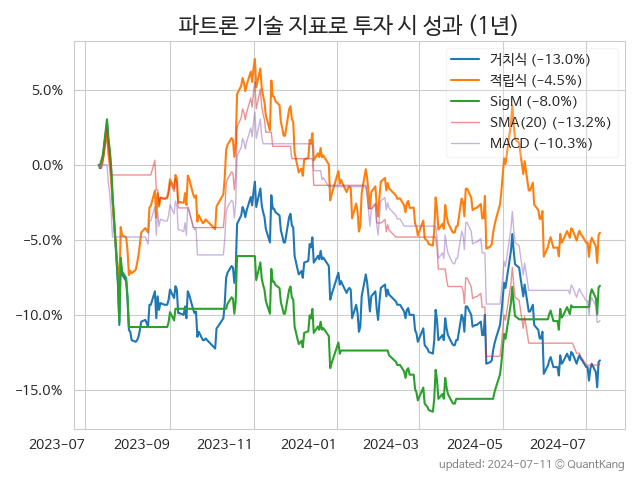 파트론 기술 지표로 투자 시 성과 (1년)
거치식 (−13.0%)
적립식 (−4.5%)
SigM (−8.0%)
SMA(20) (−13.2%)
MACD (−10.3%)
5.0%
0.0%
−5.0%
−10.0%
−15.0%
2023-07 2023-09 2023-11 2024-01 2024-03 2024-05 2024-07
updated: 2024-07-11 © QuantKang